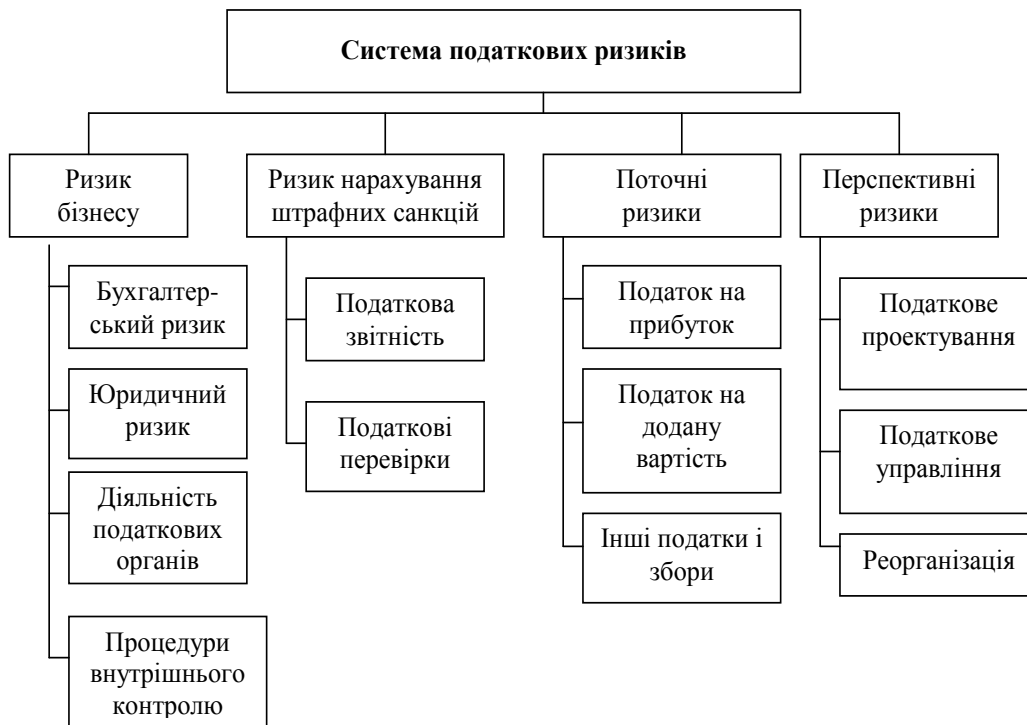 Система податкових ризиків
Ризик
бізнесу
Бухгалтер-
ський ризик
Юридичний
ризик
Діяльність
податкових
органів
Процедури
внутрішнього
контролю
Ризик нарахування
штрафних санкцій
Податкова
звітність
Податкові
перевірки
Поточні
ризики
Податок на
прибуток
Податок на
додану
вартість
Інші податки і
збори
Перспективні
ризики
Податкове
проектування
Податкове
управління
Реорганізація